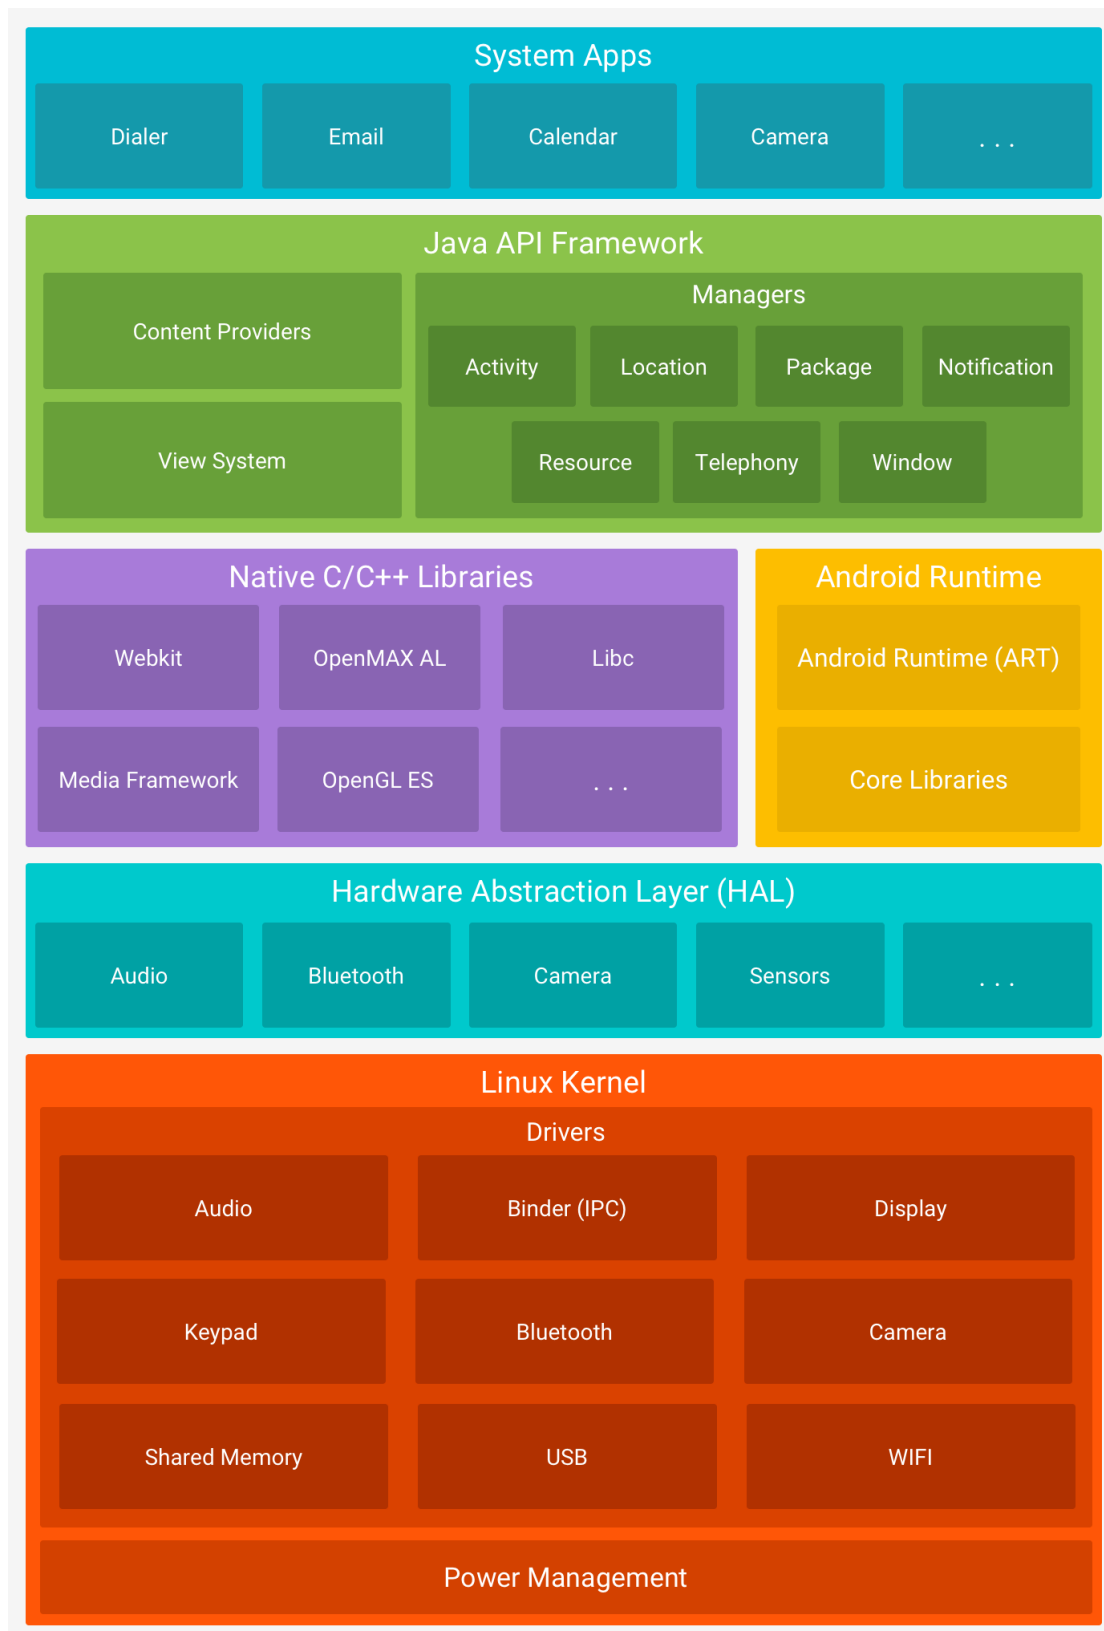 System Apps
Dialer
Email
Calendar
Camera
. . .
Java API Framework
Content Providers
View System
Managers
Activity
Location
Package
Notification
Resource
Telephony
Window
Native C/C++ Libraries
Webkit
OpenMAX AL
Libc
Media Framework
OpenGL ES
. . .
Android Runtime
Android Runtime (ART)
Core Libraries
Hardware Abstraction Layer (HAL)
Audio
Bluetooth
Camera
Sensors
. . .
Linux Kernel
Drivers
Audio
Binder (IPC)
Display
Keypad
Bluetooth
Camera
Shared Memory
USB
WIFI
Power Management